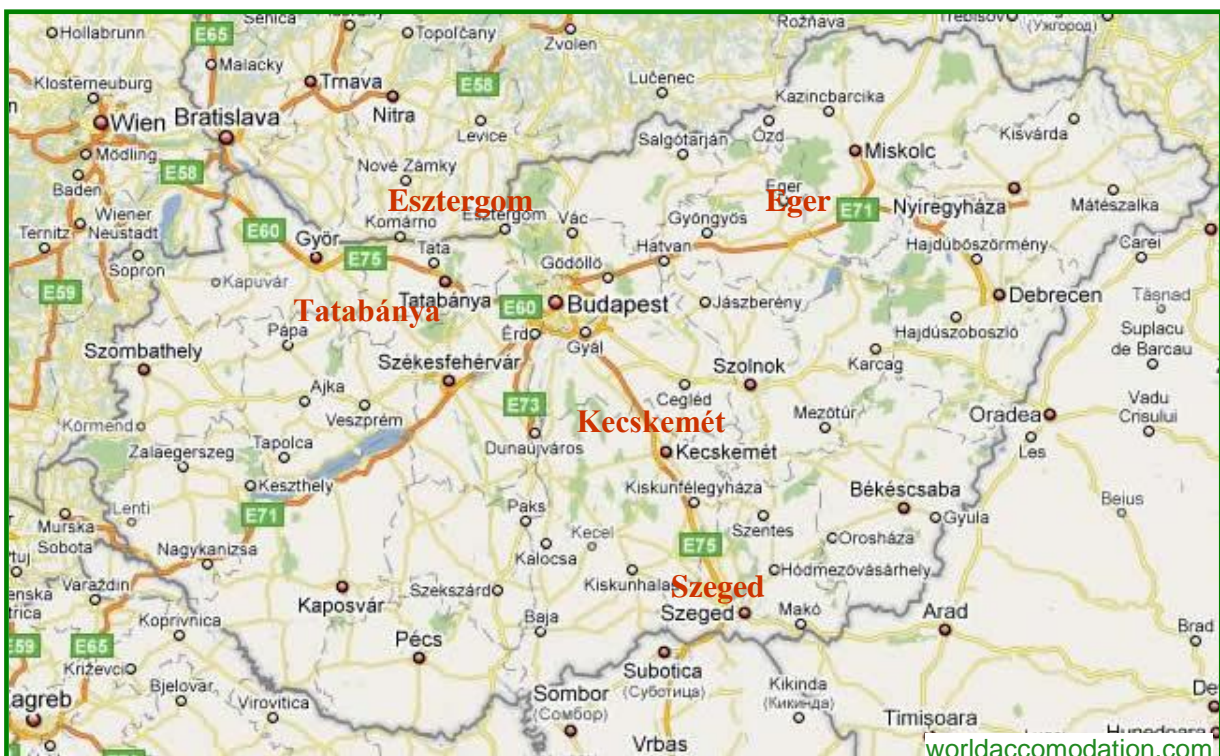 Hollabrunn
E65
Senica
Topoľčany
Zvolen
Rožňava
Trebišov
(Ужгород)
Malacky
Klosterneuburg
Trnava
E58
Lučenec
Nitra
Kazincbarcika
Wien
Bratislava
Levice
Salgótarján
Ózd
Kisvárda
Mödling
Miskolc
E58
Nové Zámky
Baden
Esztergom
Eger
Eger
E71
Nyíregyháza
Mátészalka
Wiener
Neustadt
Ternitz
E60
Komárno
Esztergom
Vác
Gyöngyös
Győr
E75
Tata
Hatvan
Hajdúböszörmény
Carei
Sopron
Kapuvár
Gödöllő
E59
Tatabánya
Tatabánya
E60
Budapest
Jászberény
Debrecen
Tăsnad
Pápa
Érd
Gyál
Hajdúszoboszló
Suplacu
de Barcau
Szombathely
Székesfehérvár
Szolnok
Karcag
Ajka
Veszprém
E73
Cegléd
Vadu
Crisului
Körmend
Kecskemét
Mezőtúr
Oradea
Zalaegerszeg
Tapolca
Dunaújváros
Kecskemét
Les
Keszthely
Kiskunfélegyháza
Békéscsaba
Beius
Lenti
E71
Paks
Murska
Sobota
Kecel
Szentes
Gyula
Nagykanizsa
Kalocsa
E75
Orosháza
Varaždin
Kiskunhalas
Hódmezővásárhely
Szeged
Kaposvár
Szekszárd
Szeged
Makó
Arad
Koprivnica
Baja
E59
E65
Pécs
Brad
Križevci
Subotica
(Суботица)
Bjelovar
Virovitica
Sombor
(Сомбор)
Kikinda
(Кикинда)
agreb
Timișoara
Vrbas
Hunedoara
worldaccomodation.com